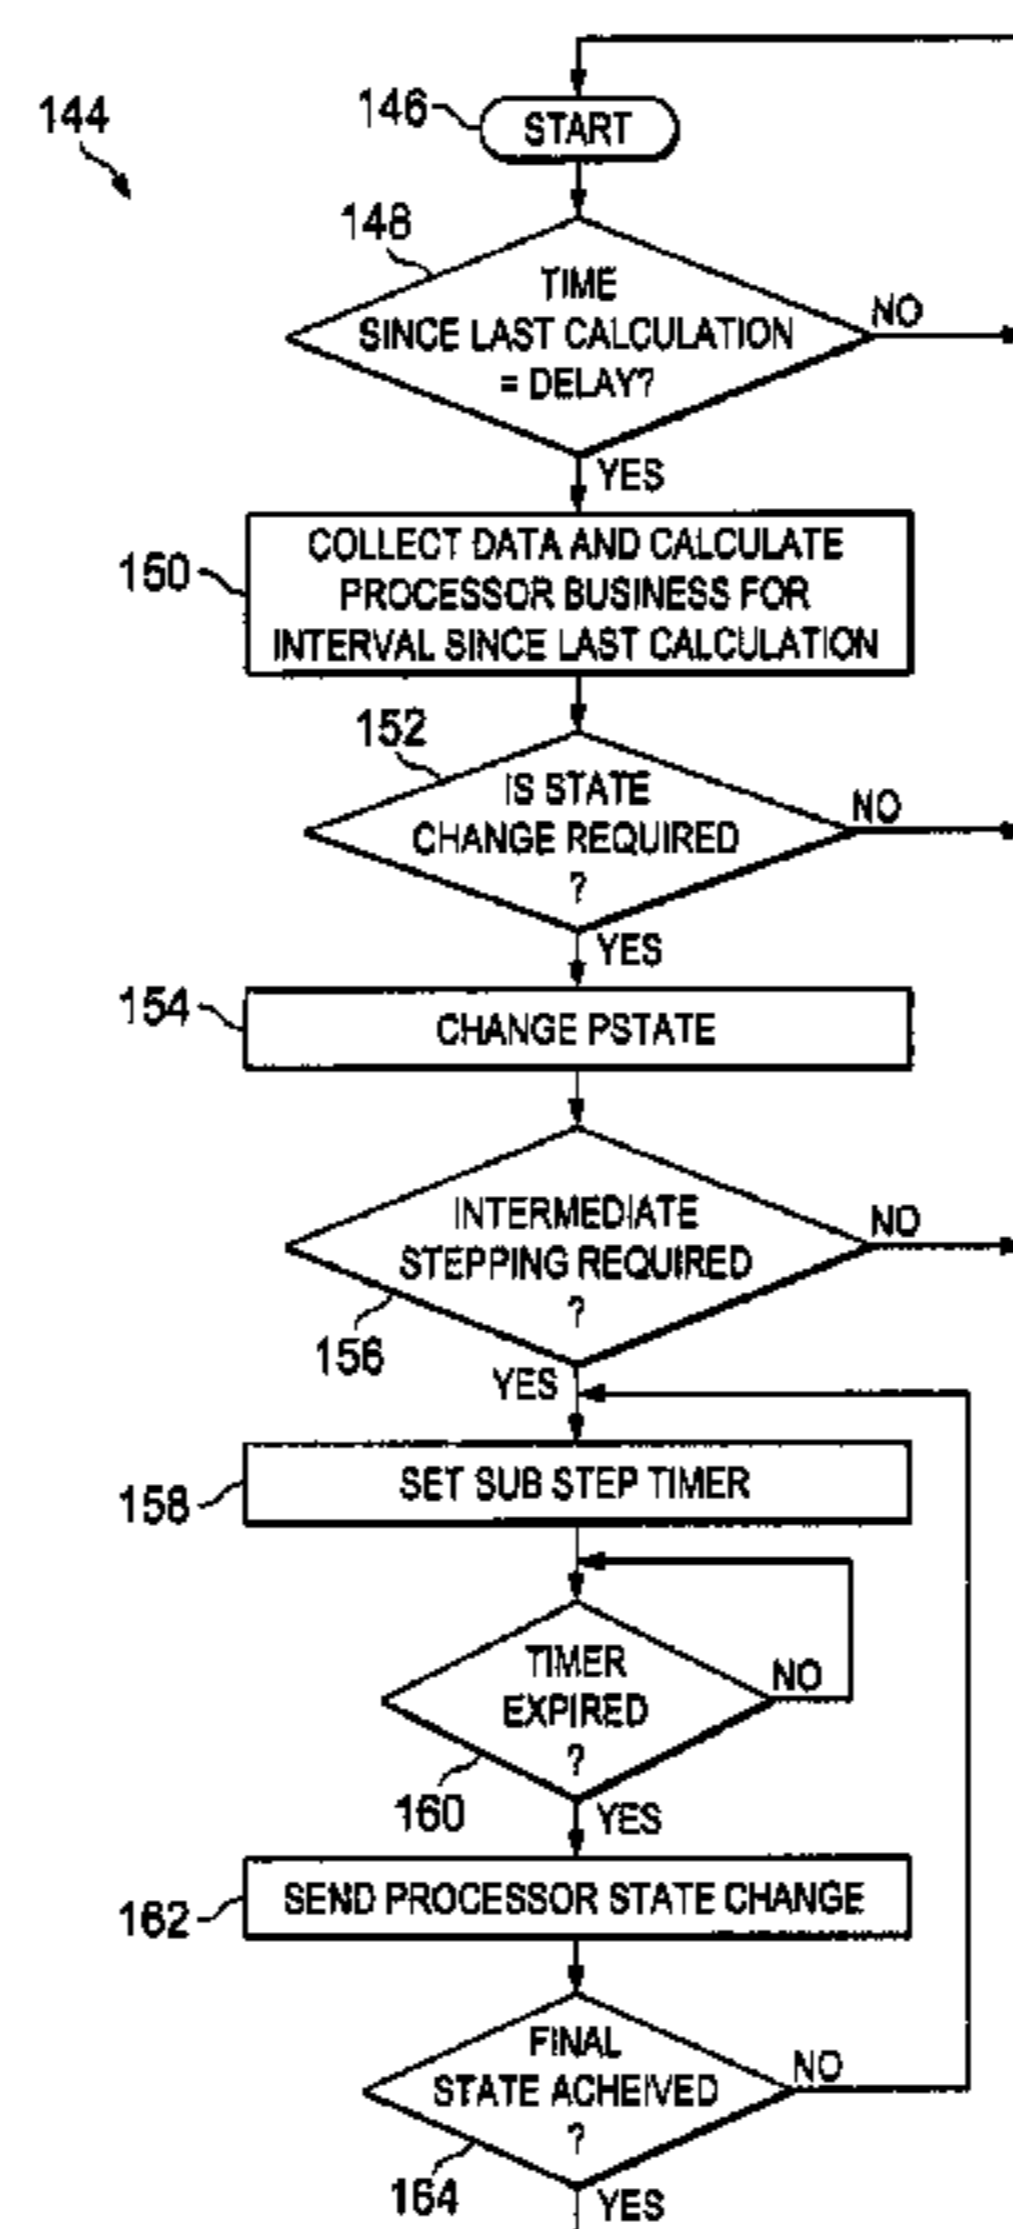 144
146
START
148
TIME
SINCE LAST CALCULATION
= DELAY?
NO
YES
150
COLLECT DATA AND CALCULATE
PROCESSOR BUSINESS FOR
INTERVAL SINCE LAST CALCULATION
152
IS STATE
CHANGE REQUIRED
?
NO
YES
154
CHANGE PSTATE
INTERMEDIATE
STEPPING REQUIRED
?
NO
156
YES
158
SET SUB STEP TIMER
TIMER
EXPIRED
?
NO
160
YES
162
SEND PROCESSOR STATE CHANGE
FINAL
STATE ACHEIVED
?
NO
164
YES